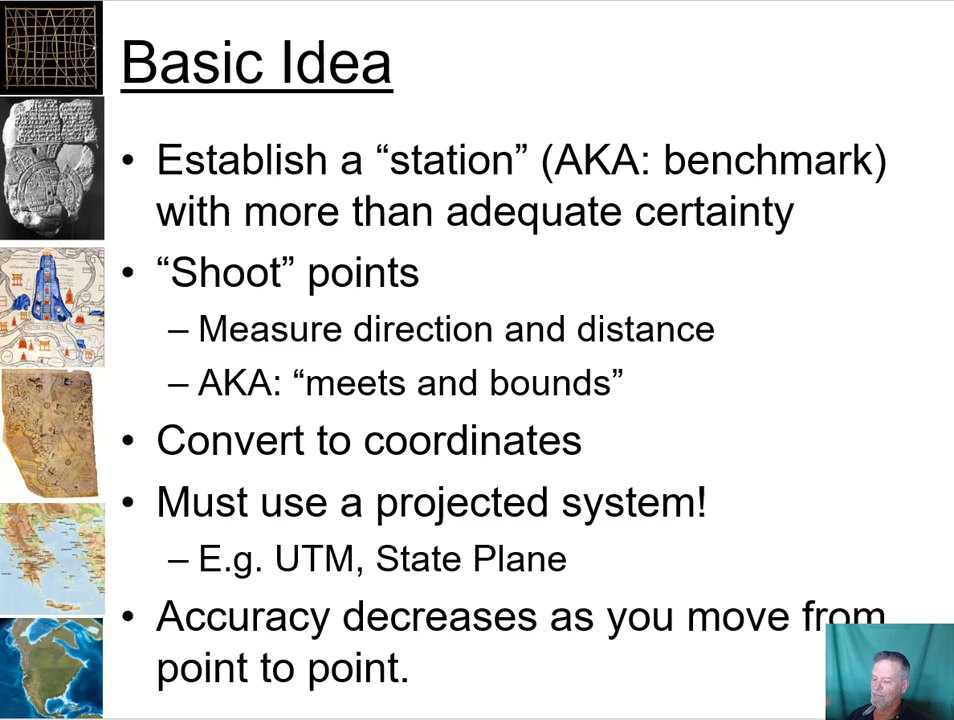 Basic Idea
• Establish a “station” (AKA: benchmark)
with more than adequate certainty
• “Shoot” points
– Measure direction and distance
– AKA: “meets and bounds”
• Convert to coordinates
• Must use a projected system!
– E.g. UTM, State Plane
• Accuracy decreases as you move from
point to point.